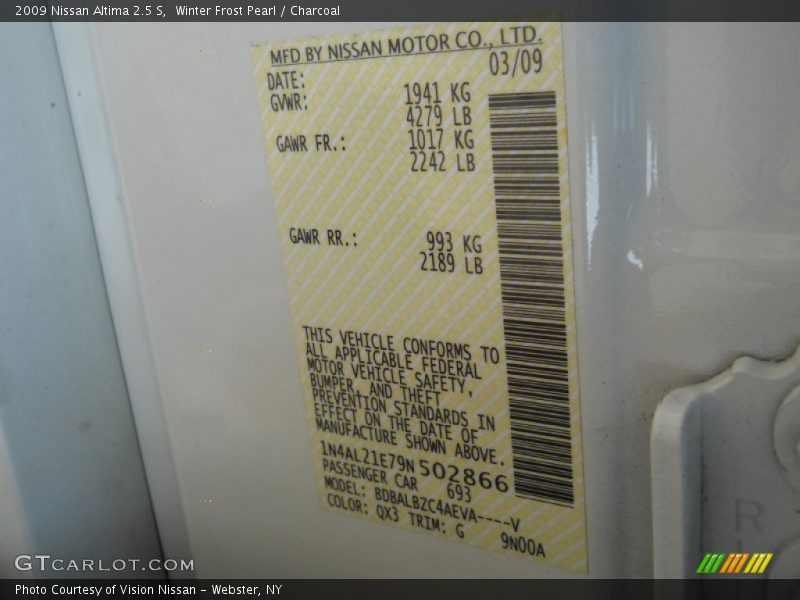 2009 Nissan Altima 2.5 S, Winter Frost Pearl / Charcoal
MFD BY NISSAN MOTOR CO., LTD.
DATE: 03/09
GVWR: 1941 KG
4279 LB
GAWR FR.: 1017 KG
2242 LB
GAWR RR.: 993 KG
2189 LB
THIS VEHICLE CONFORMS TO
ALL APPLICABLE FEDERAL
MOTOR VEHICLE SAFETY,
BUMPER, AND THEFT
PREVENTION STANDARDS IN
EFFECT ON THE DATE OF
MANUFACTURE SHOWN ABOVE.
1N4AL21E79N502866
PASSENGER CAR 693
MODEL: BDBALBZC4AEVA----V
COLOR: QX3 TRIM: G 9N00A
R
GTCARLOT.COM
Photo Courtesy of Vision Nissan - Webster, NY